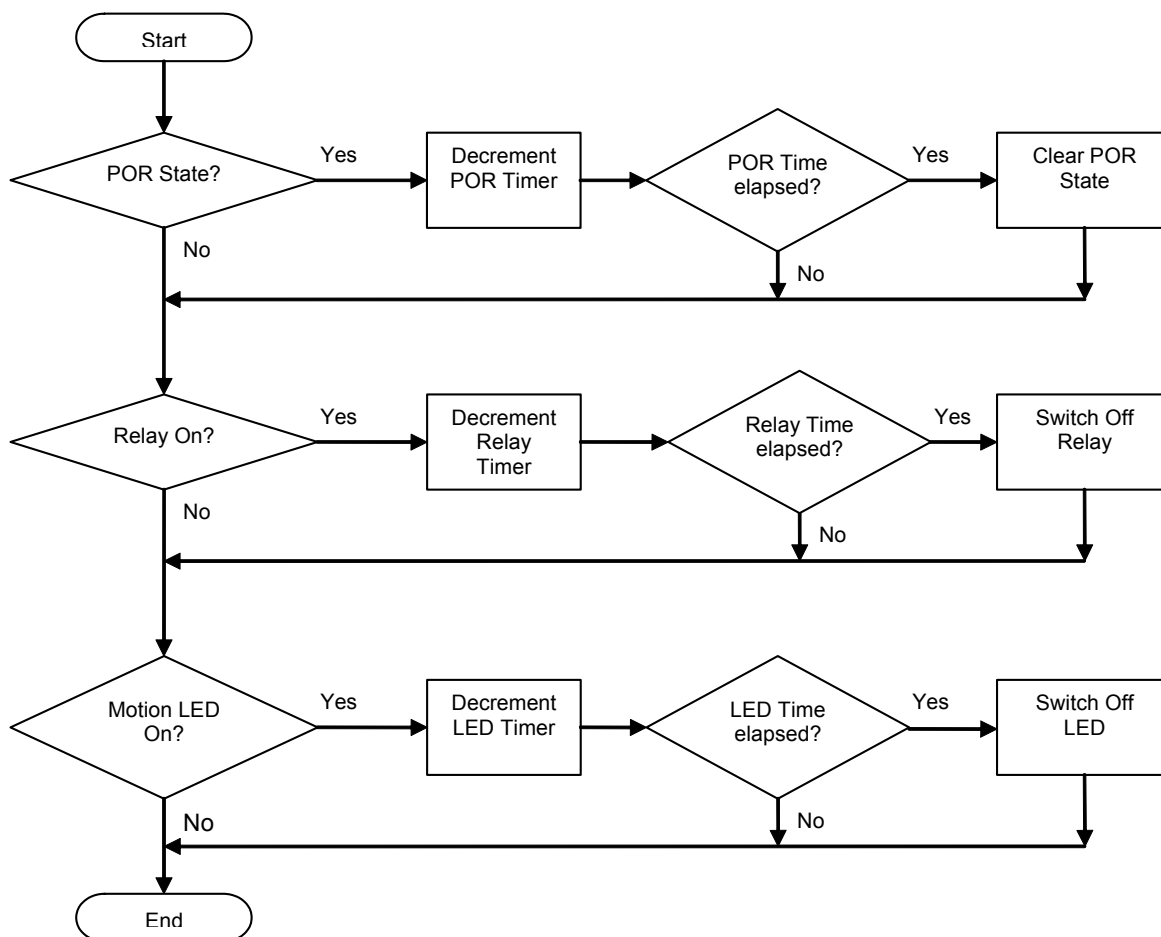 Start
POR State?
Yes
Decrement
POR Timer
POR Time
elapsed?
Yes
Clear POR
State
No
No
Relay On?
Yes
Decrement
Relay
Timer
Relay Time
elapsed?
Yes
Switch Off
Relay
No
No
Motion LED
On?
Yes
Decrement
LED Timer
LED Time
elapsed?
Yes
Switch Off
LED
No
No
End